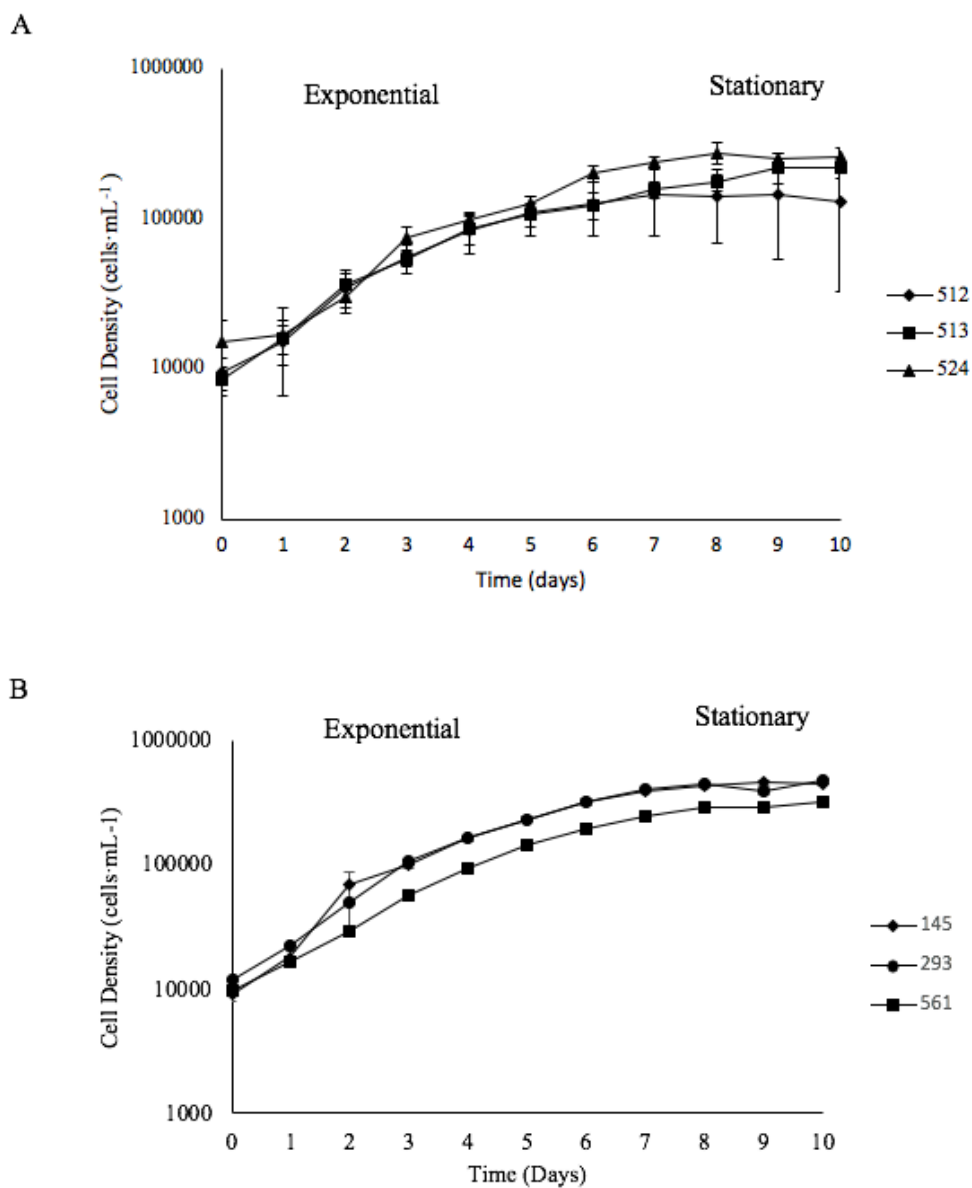 A
1000000
Exponential
Stationary
100000
10000
1000
Cell Density (cells·mL⁻¹)
0 1 2 3 4 5 6 7 8 9 10
Time (days)
512
513
524
B
1000000
Exponential
Stationary
100000
10000
1000
Cell Density (cells·mL-1)
0 1 2 3 4 5 6 7 8 9 10
Time (Days)
145
293
561